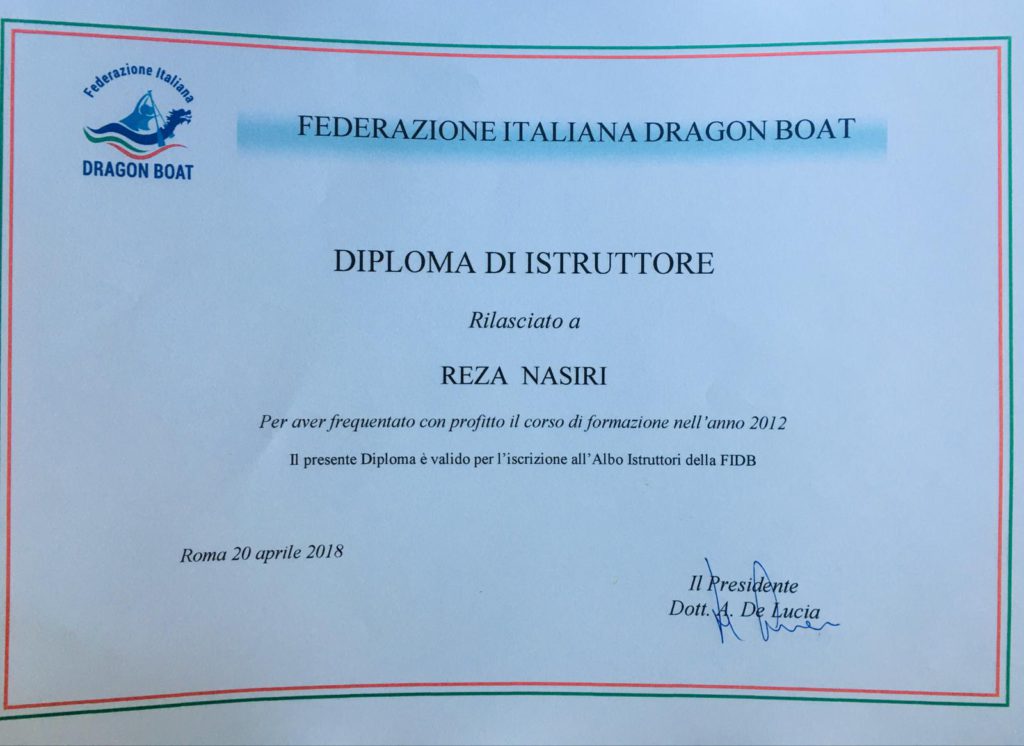 Federazione Italiana
DRAGON BOAT
FEDERAZIONE ITALIANA DRAGON BOAT
DIPLOMA DI ISTRUTTORE
Rilasciato a
REZA NASIRI
Per aver frequentato con profitto il corso di formazione nell'anno 2012
Il presente Diploma è valido per l'iscrizione all'Albo Istruttori della FIDB
Roma 20 aprile 2018
Il Presidente
Dott. A. De Lucia